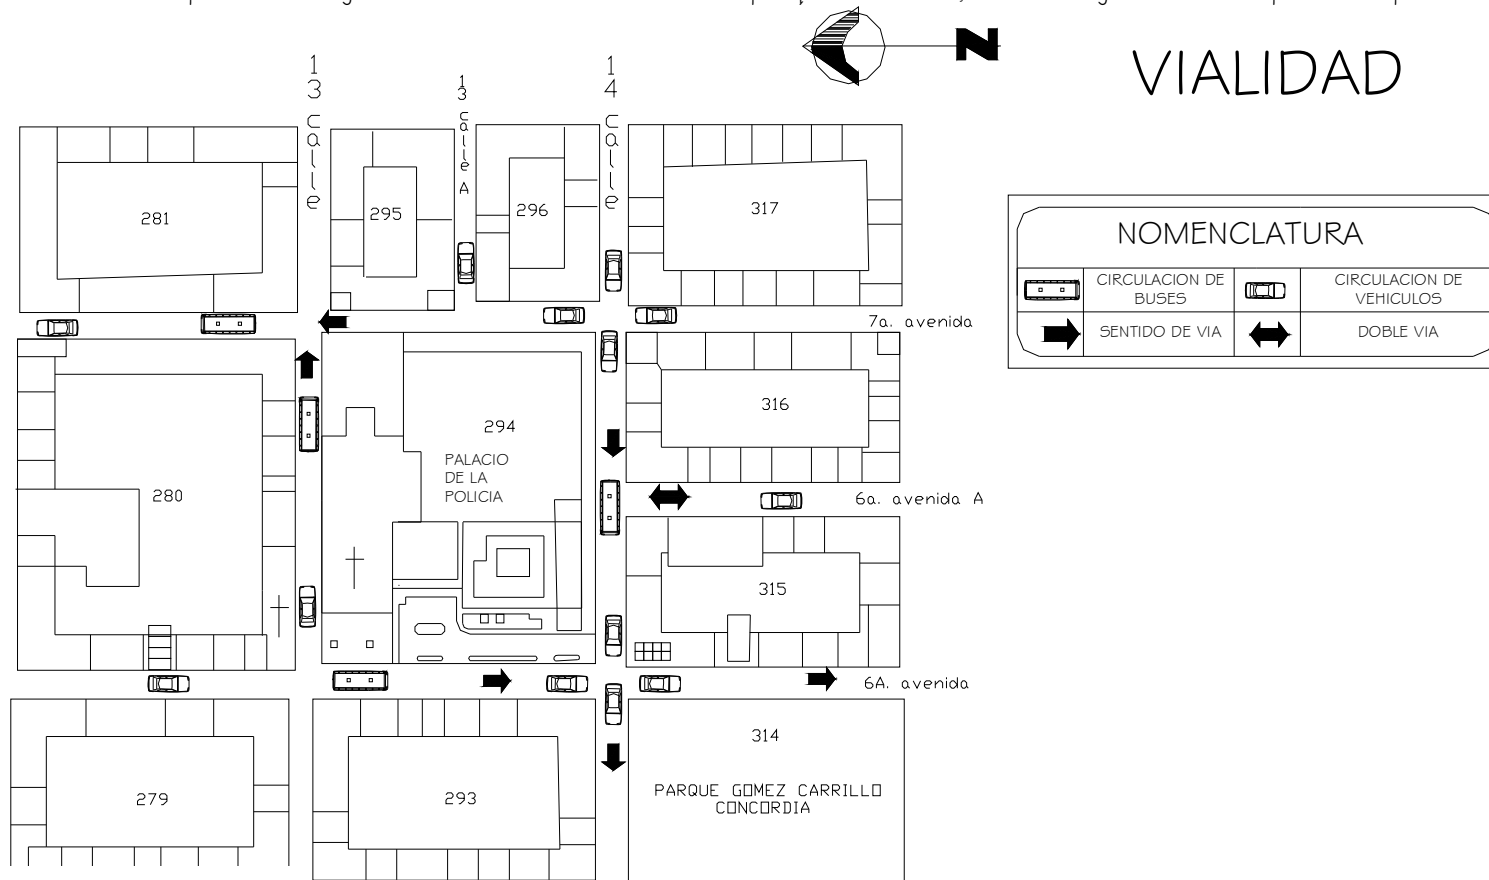 N
VIALIDAD
13 calle
13 calle A
14 calle
281
295
296
317
NOMENCLATURA
CIRCULACION DE
BUSES
CIRCULACION DE
VEHICULOS
SENTIDO DE VIA
DOBLE VIA
7a. avenida
294
PALACIO
DE LA
POLICIA
316
280
6a. avenida A
315
6A. avenida
314
279
293
PARQUE GOMEZ CARRILLO
CONCORDIA